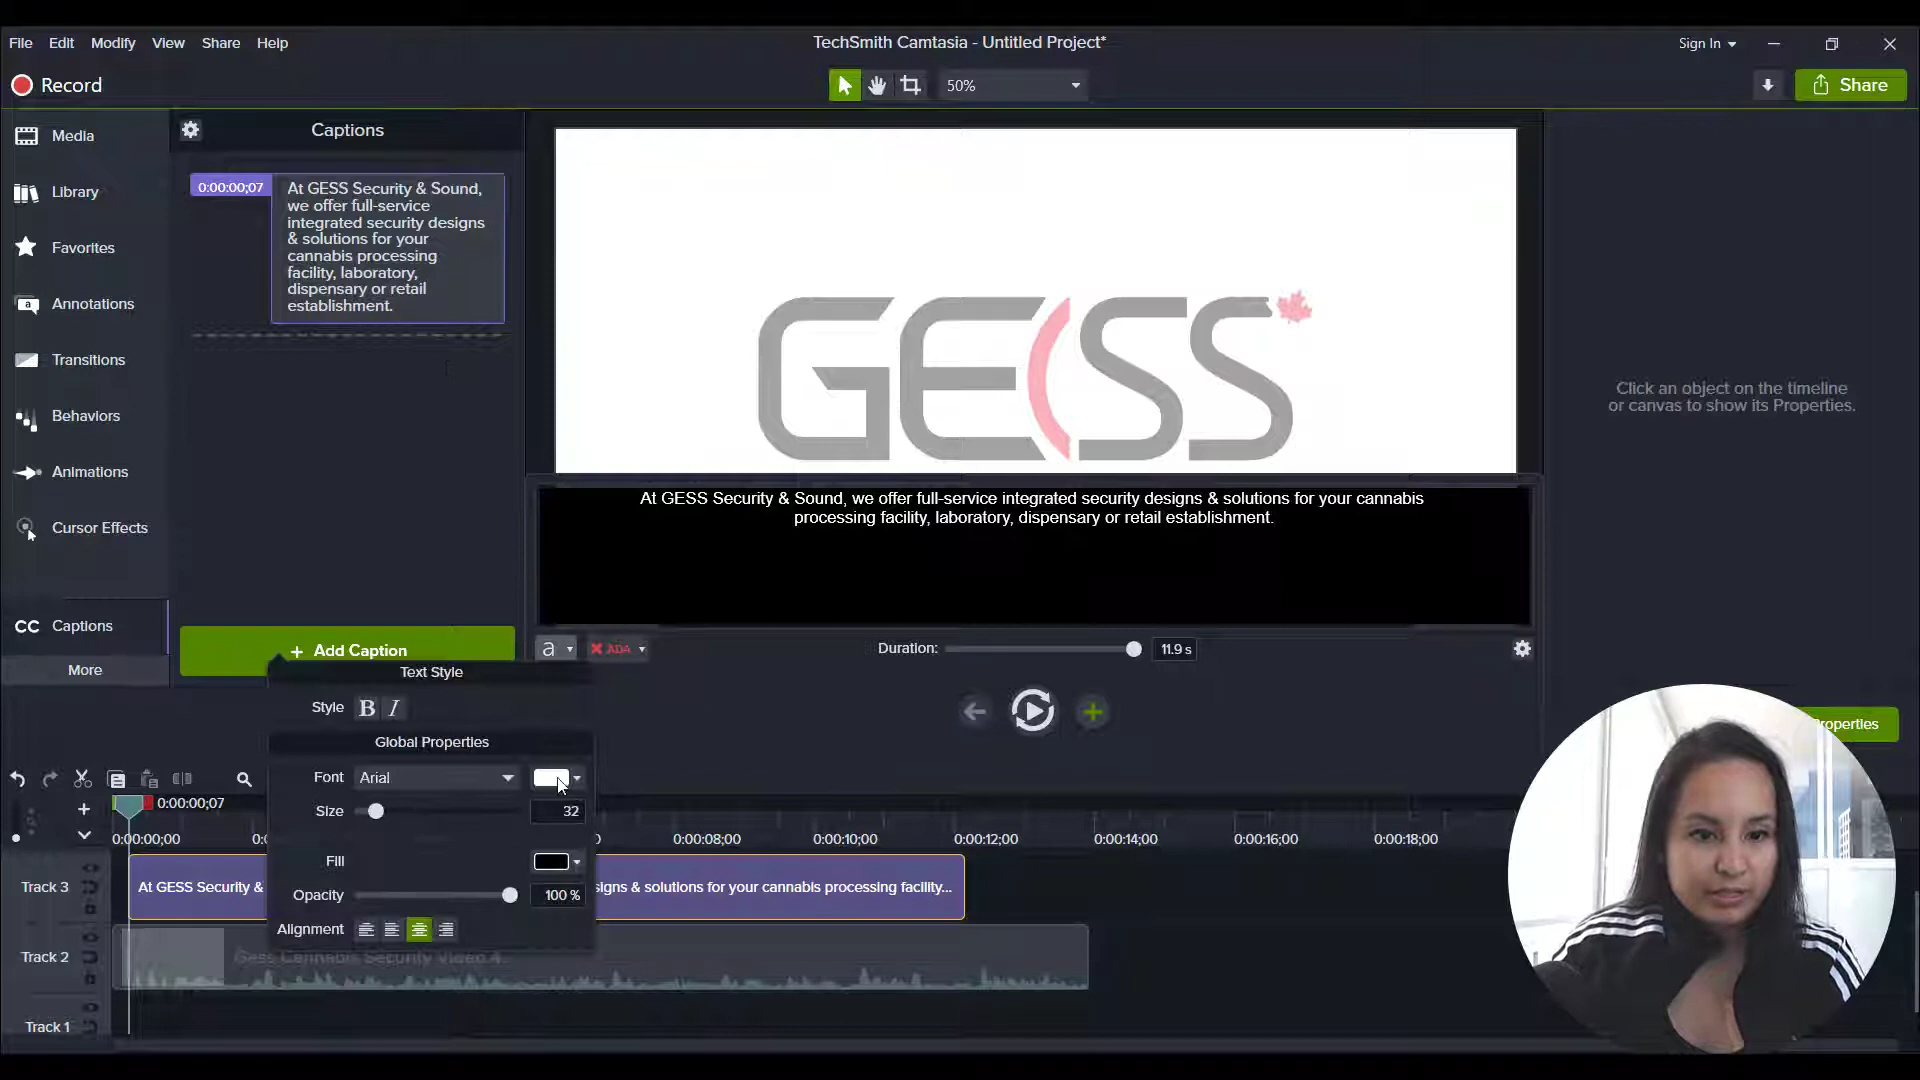 File Edit Modify View Share Help
TechSmith Camtasia - Untitled Project*
Sign In
Record
50%
Share
Media
Library
Favorites
Annotations
Transitions
Behaviors
Animations
Cursor Effects
CC Captions
More
Captions
0:00:00;07
At GESS Security & Sound,
we offer full-service
integrated security designs
& solutions for your
cannabis processing
facility, laboratory,
dispensary or retail
establishment.
+ Add Caption
GESS
At GESS Security & Sound, we offer full-service integrated security designs & solutions for your cannabis
processing facility, laboratory, dispensary or retail establishment.
a
ADA
Duration:
11.9 s
Click an object on the timeline
or canvas to show its Properties.
roperties
Text Style
Style B I
Global Properties
Font Arial
Size 32
Fill
Opacity 100 %
Alignment
0:00:00;07
0:00:00;00 0:00:08;00 0:00:10;00 0:00:12;00 0:00:14;00 0:00:16;00 0:00:18;00
Track 3
At GESS Security & signs & solutions for your cannabis processing facility...
Track 2
Gess Cannabis Security Video 4
Track 1